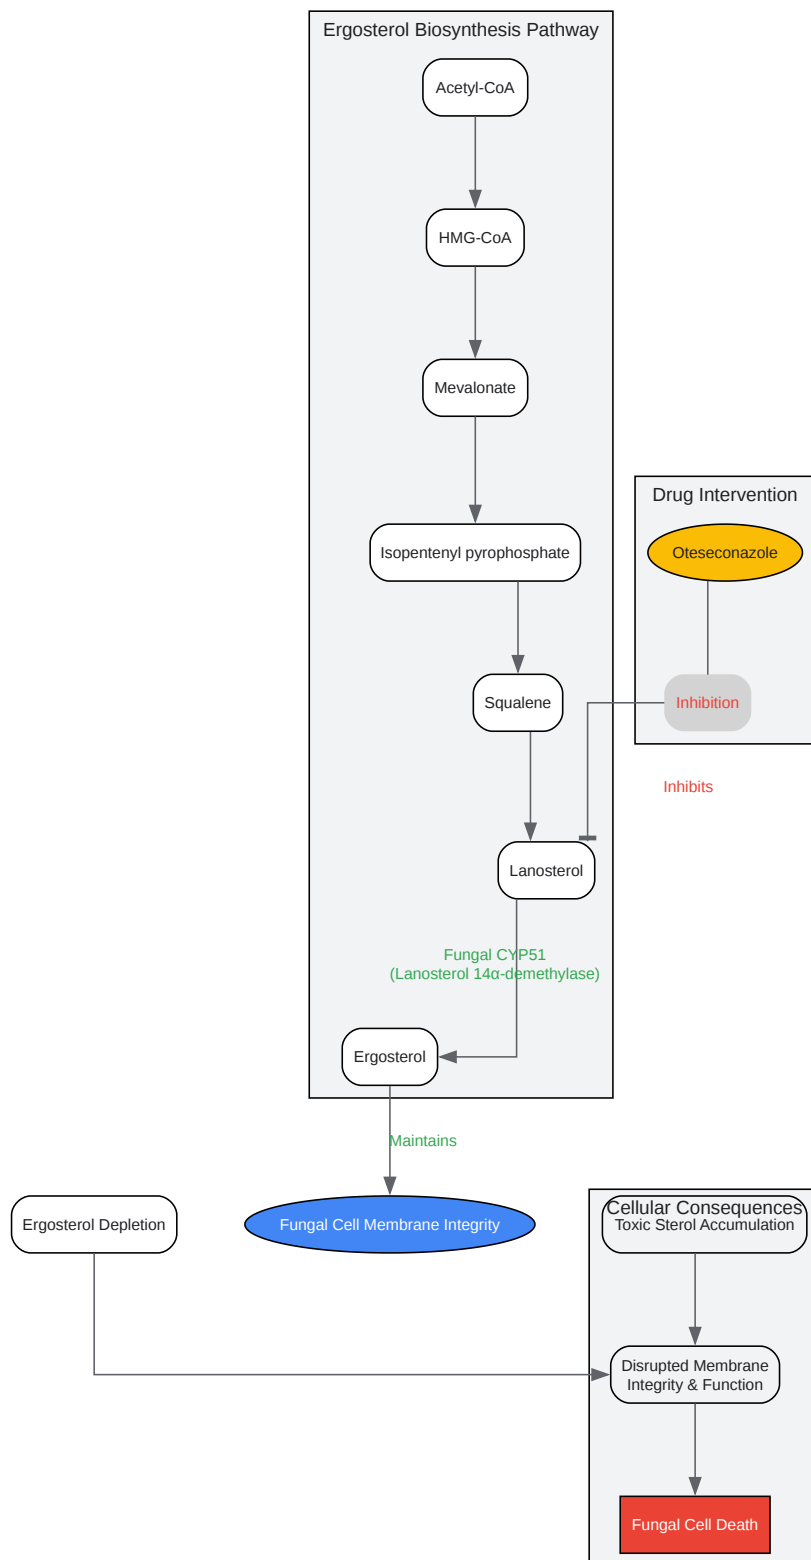 Ergosterol Biosynthesis Pathway
Acetyl-CoA
HMG-CoA
Mevalonate
Drug Intervention
Isopentenyl pyrophosphate
Oteseconazole
Squalene
Inhibition
Inhibits
Lanosterol
Fungal CYP51
(Lanosterol 14α-demethylase)
Ergosterol
Maintains
Ergosterol Depletion
Fungal Cell Membrane Integrity
Cellular Consequences
Toxic Sterol Accumulation
Disrupted Membrane
Integrity & Function
Fungal Cell Death